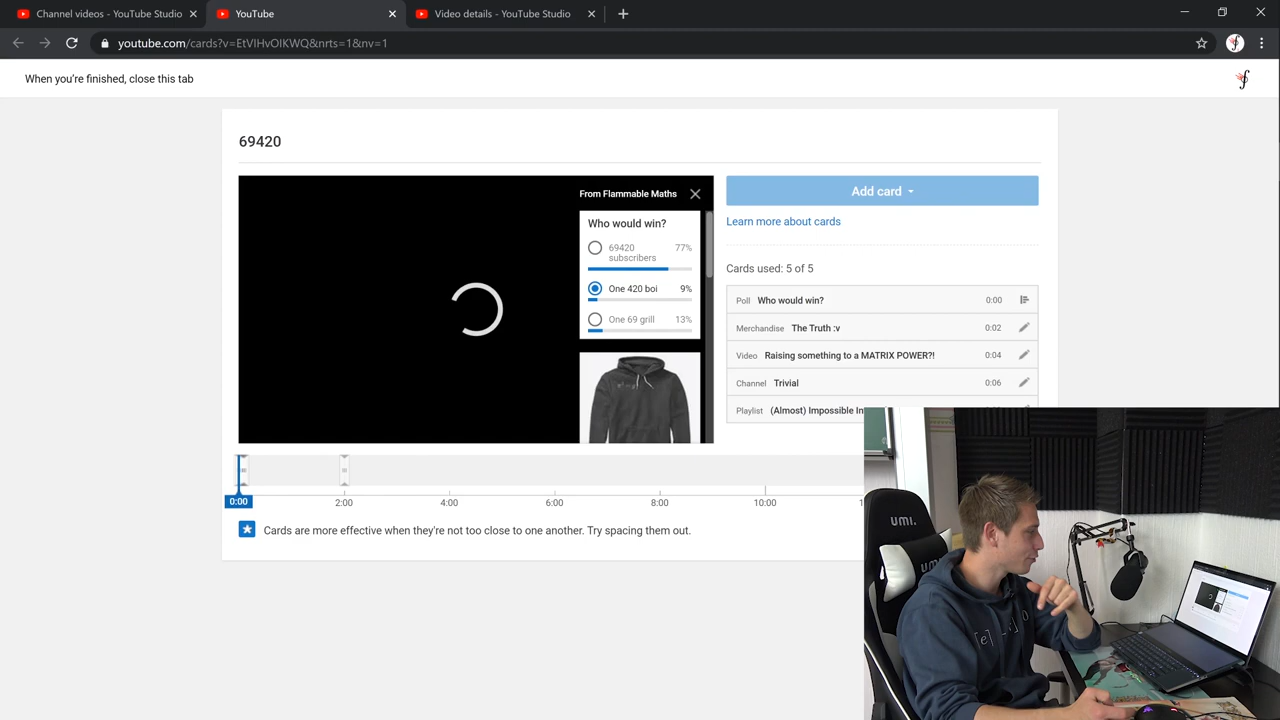 Channel videos - YouTube Studio
YouTube
Video details - YouTube Studio
youtube.com/cards?v=EtVIHvOIKWQ&nrts=1&nv=1
When you're finished, close this tab
69420
From Flammable Maths
Who would win?
69420 77%
subscribers
One 420 boi 9%
One 69 grill 13%
Add card
Learn more about cards
Cards used: 5 of 5
Poll Who would win? 0:00
Merchandise The Truth :v 0:02
Video Raising something to a MATRIX POWER?! 0:04
Channel Trivial 0:06
Playlist (Almost) Impossible
0:00
2:00
4:00
6:00
8:00
10:00
Cards are more effective when they're not too close to one another. Try spacing them out.
umi.